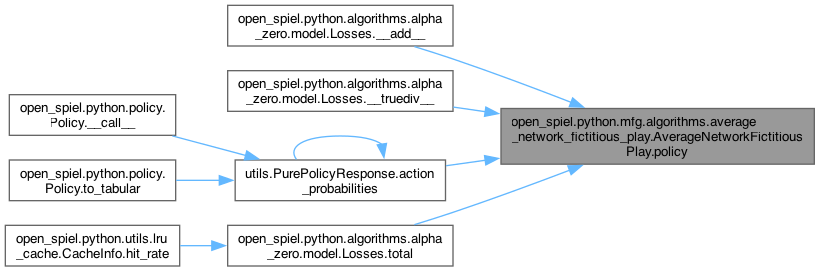 open_spiel.python.algorithms.alpha
_zero.model.Losses.__add__
open_spiel.python.algorithms.alpha
_zero.model.Losses.__truediv__
open_spiel.python.policy.
Policy.__call__
open_spiel.python.mfg.algorithms.average
_network_fictitious_play.AverageNetworkFictitious
Play.policy
open_spiel.python.policy.
Policy.to_tabular
utils.PurePolicyResponse.action
_probabilities
open_spiel.python.utils.lru
_cache.CacheInfo.hit_rate
open_spiel.python.algorithms.alpha
_zero.model.Losses.total